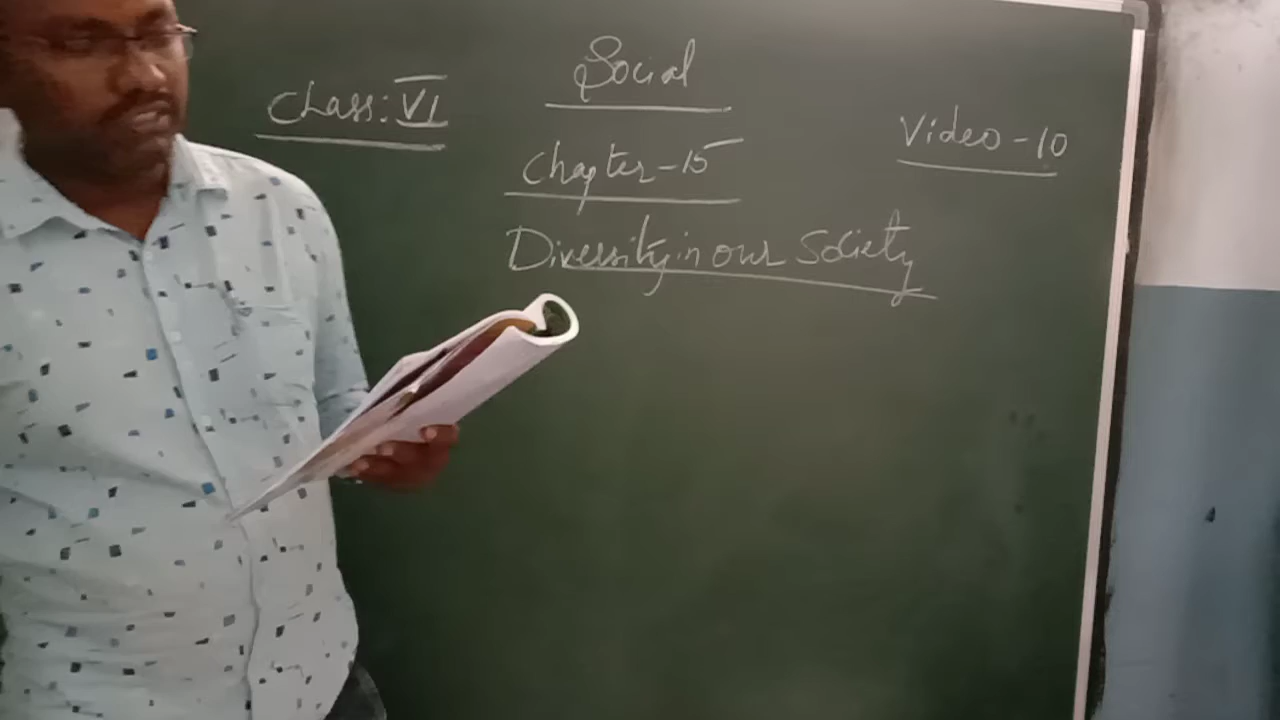 Social
Class: VI
Video - 10
Chapter - 15
Diversity in our Society